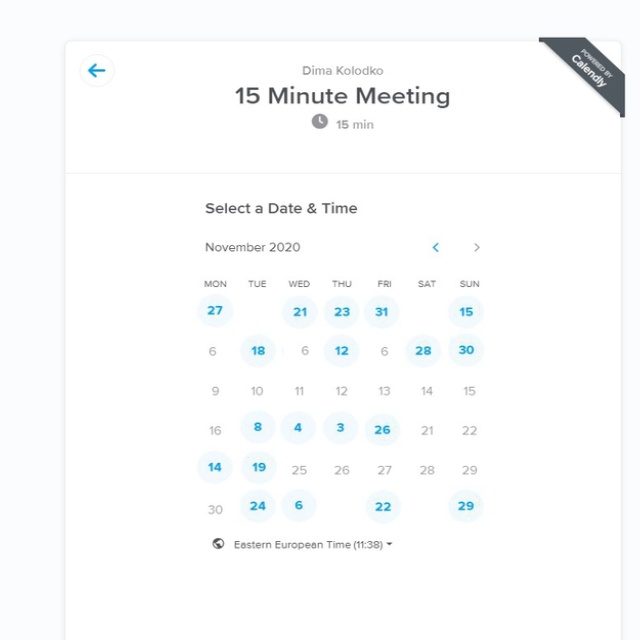 Dima Kolodko
POWERED BY
Calendly
15 Minute Meeting
15 min
Select a Date & Time
November 2020
MON TUE WED THU FRI SAT SUN
27 21 23 31 15
6 18 6 12 6 28 30
9 10 11 12 13 14 15
16 8 4 3 26 21 22
14 19 25 26 27 28 29
30 24 6 22 29
Eastern European Time (11:38)